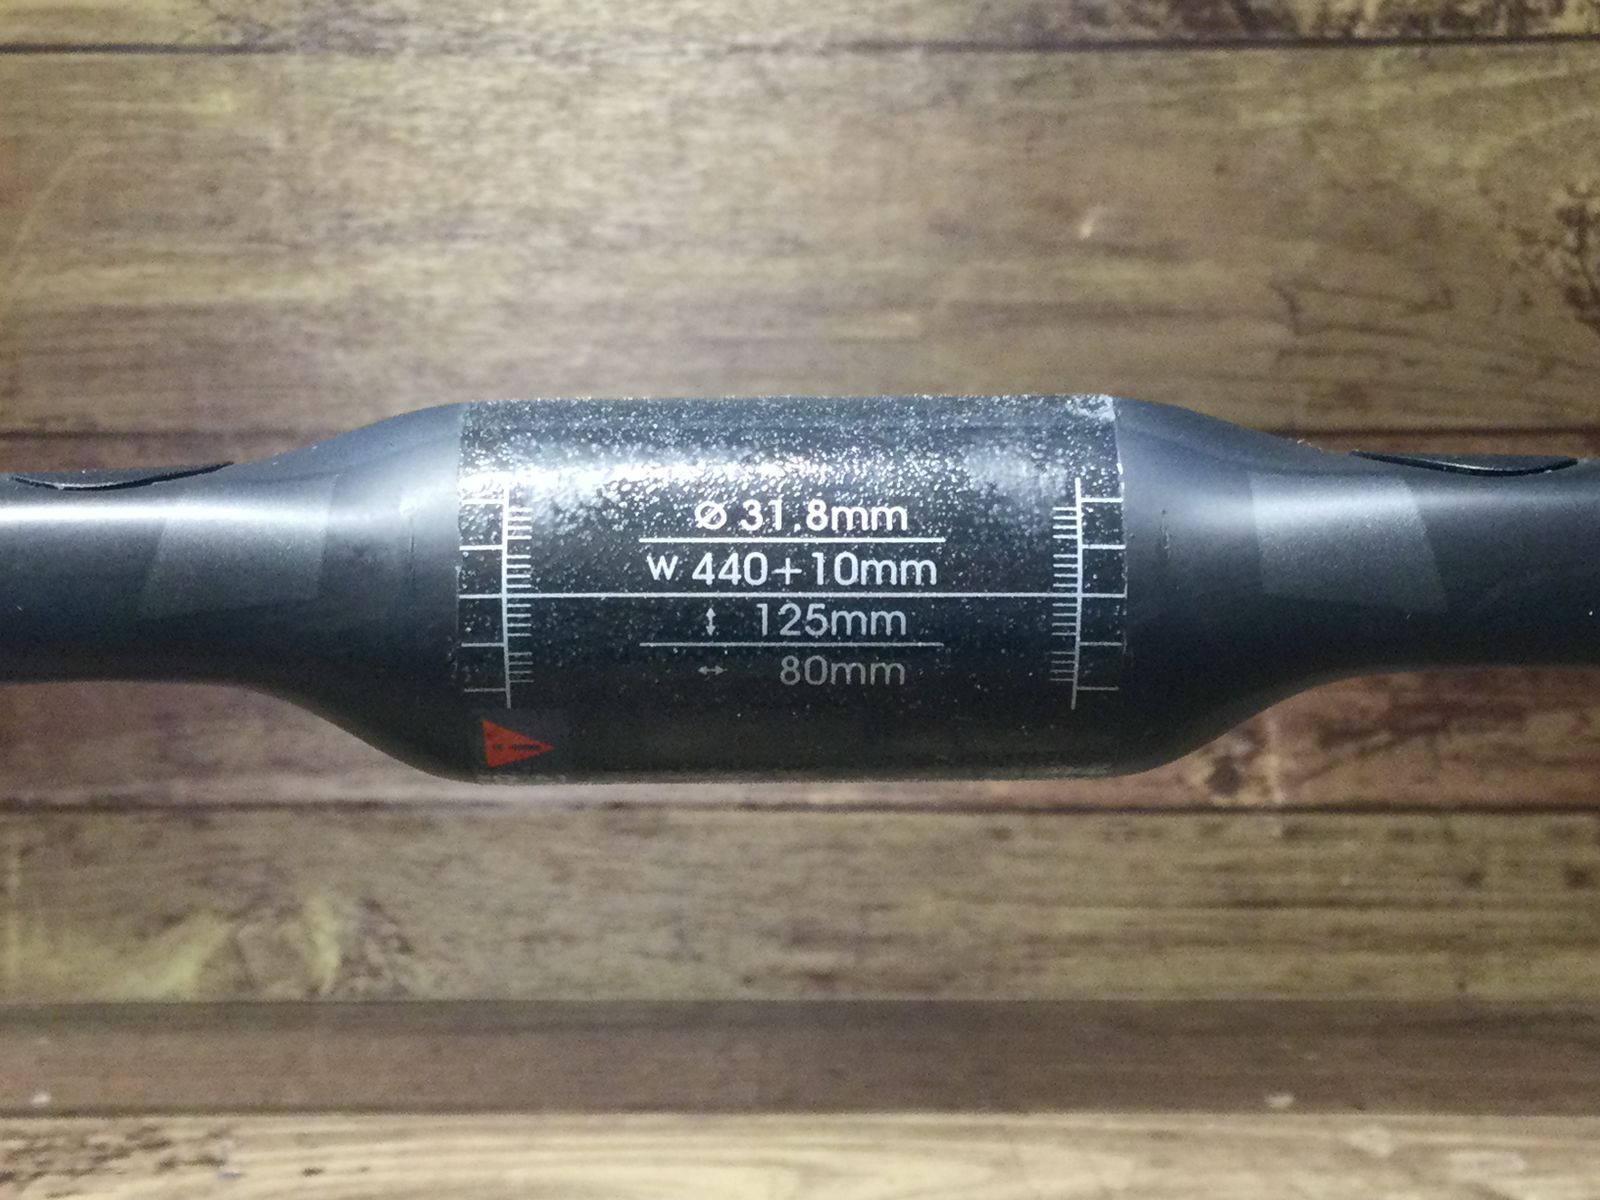 ⌀ 31.8mm
w 440+10mm
↕ 125mm
↔ 80mm